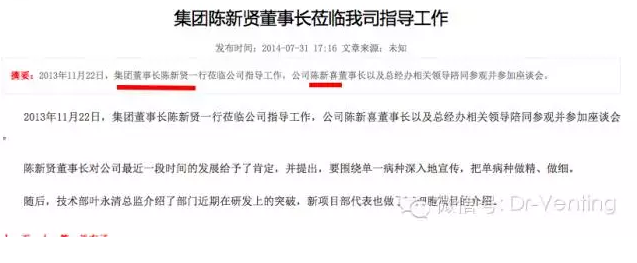 集团陈新贤董事长莅临我司指导工作
发布时间：2014-07-31 17:16 文章来源：未知
摘要：2013年11月22日，集团董事长陈新贤一行莅临公司指导工作，公司陈新喜董事长以及总经办相关领导陪同参观并参加座谈会。
2013年11月22日，集团董事长陈新贤一行莅临公司指导工作，公司陈新喜董事长以及总经办相关领导陪同参观并参加座谈会
。
陈新贤董事长对公司最近一段时间的发展给予了肯定，并提出，要围绕单一病种深入地宣传，把单病种做精、做细。
随后，技术部叶永清总监介绍了部门近期在研发上的突破，新项目部代表也做了 细胞项目的介绍。
微信号: Dr-Venting